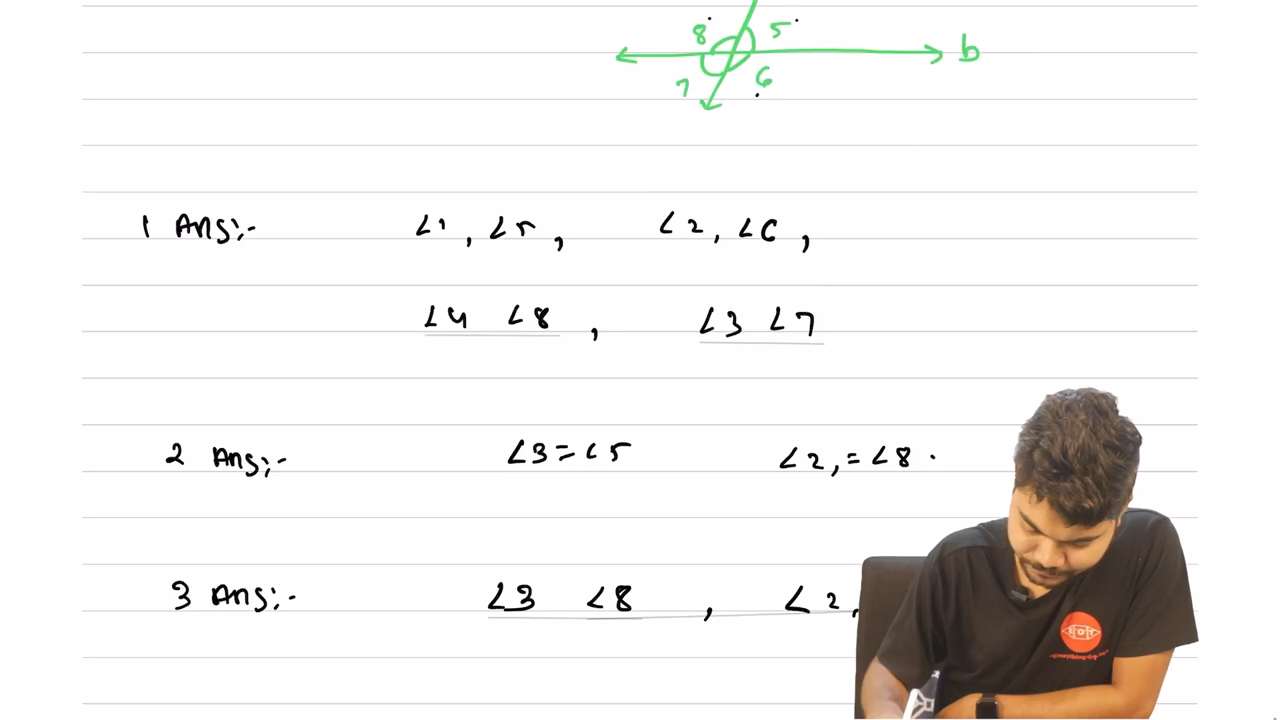 8 5
b
7 6
1 Ans:- ∠1, ∠5, ∠2, ∠6,
∠4 ∠8, ∠3 ∠7
2 Ans:- ∠3=∠5 ∠2,=∠8.
3 Ans:- ∠3 ∠8, ∠2,